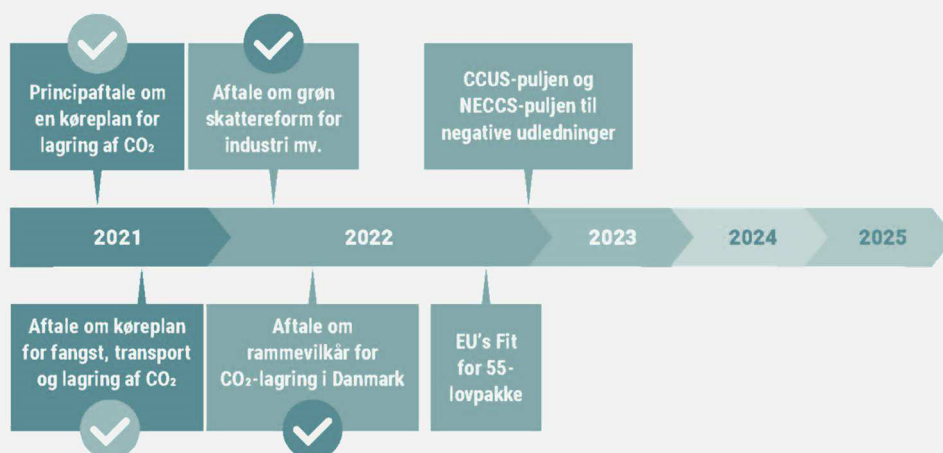 Principaftale om
en køreplan for
lagring af CO₂
Aftale om grøn
skattereform for
industri mv.
CCUS-puljen og
NECCS-puljen til
negative udledninger
2021
2022
2023
2024
2025
Aftale om køreplan
for fangst, transport
og lagring af CO₂
Aftale om
rammevilkår for
CO₂-lagring i Danmark
EU's Fit
for 55-
lovpakke